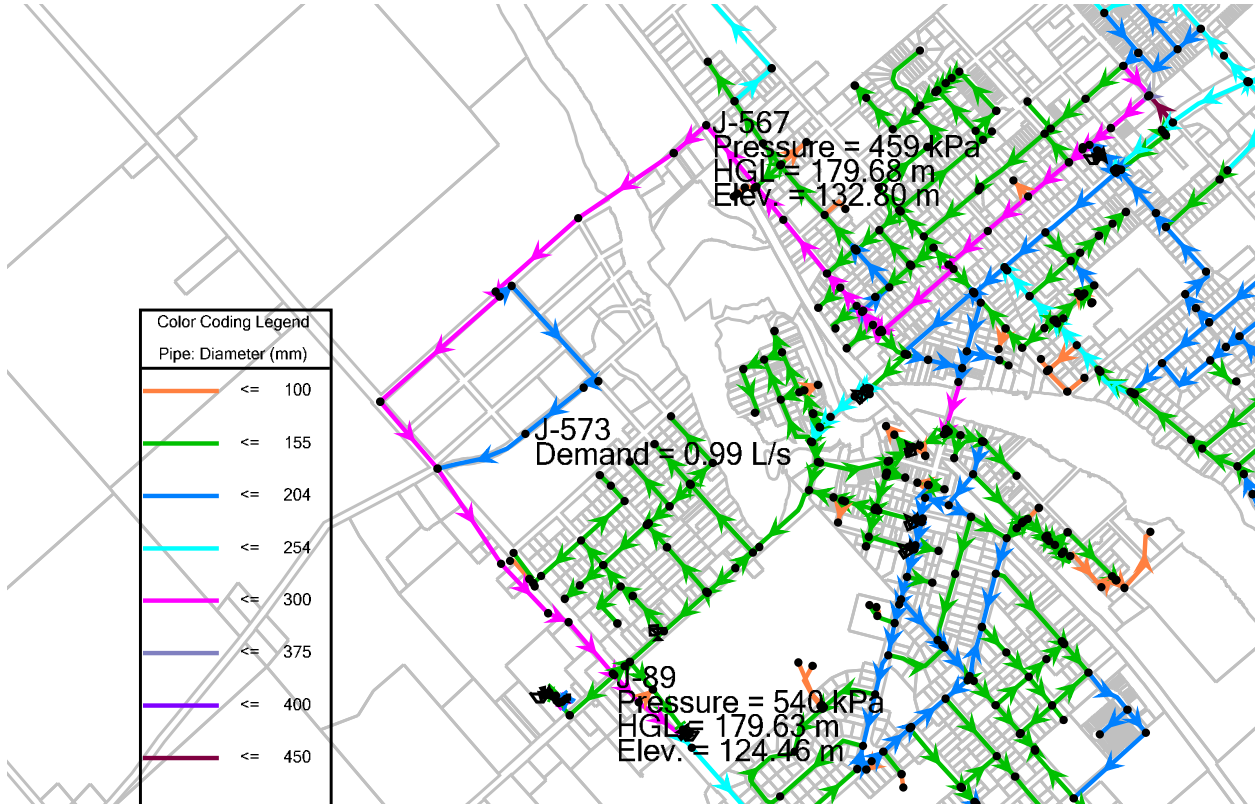 J-567
Pressure = 459 kPa
HGL = 179.68 m
Elev. = 132.80 m
Color Coding Legend
Pipe: Diameter (mm)
<= 100
<= 155
<= 204
<= 254
<= 300
<= 375
<= 400
<= 450
J-573
Demand = 0.99 L/s
J-89
Pressure = 540 kPa
HGL = 179.63 m
Elev. = 124.46 m